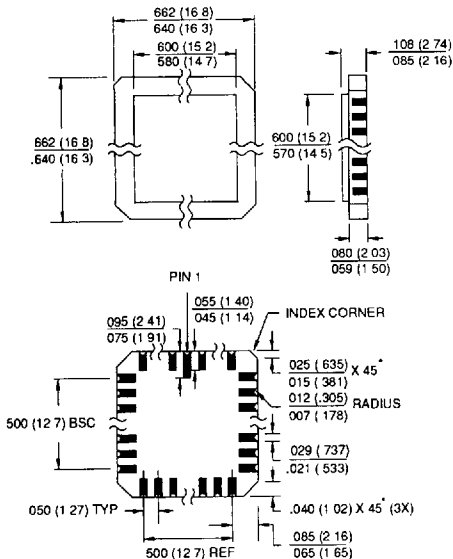 662 (16 8)
640 (16 3)
600 (15 2)
580 (14 7)
108 (2 74)
085 (2 16)
662 (16 8)
.640 (16 3)
600 (15 2)
570 (14 5)
080 (2 03)
059 (1 50)
PIN 1
055 (1 40)
045 (1 14)
INDEX CORNER
095 (2 41)
075 (1 91)
025 ( 635)
015 ( 381)
X 45°
012 (.305)
007 ( 178)
RADIUS
500 (12 7) BSC
029 ( 737)
.021 ( 533)
050 (1 27) TYP
.040 (1 02) X 45° (3X)
500 (12 7) REF
.085 (2 16)
065 (1 65)